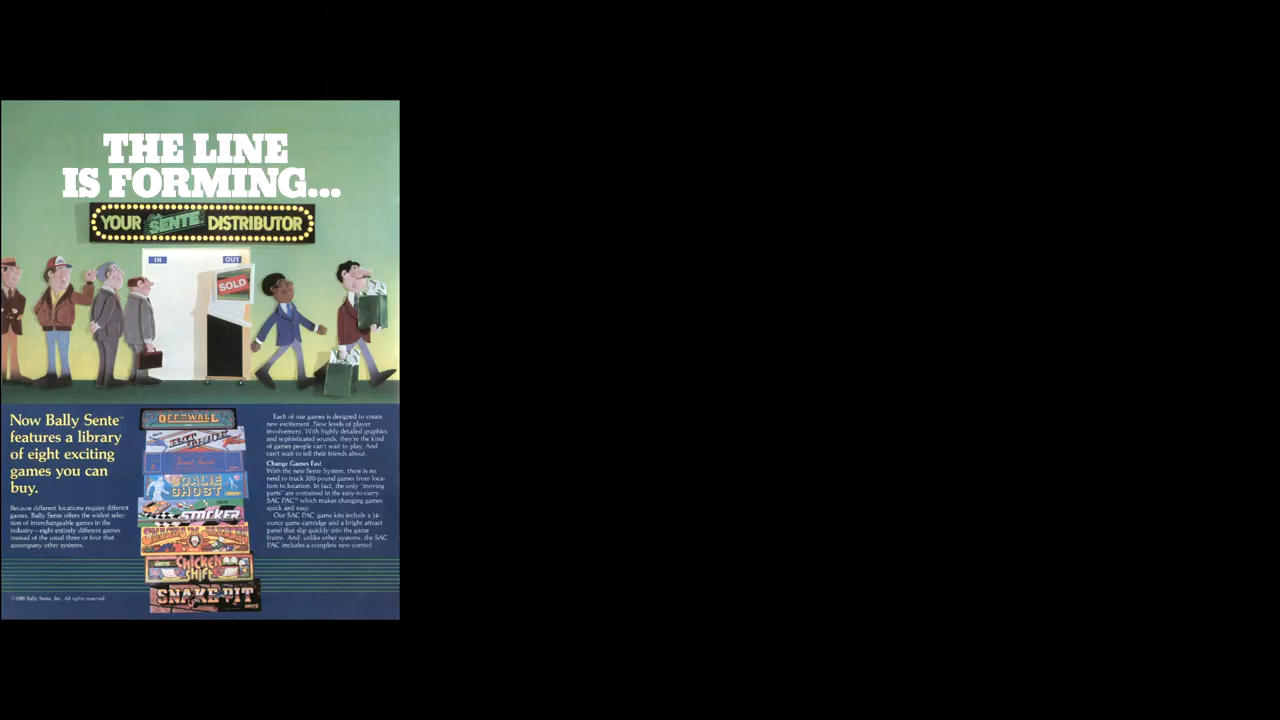 THE LINE
IS FORMING...
YOUR Bally SENTE DISTRIBUTOR
IN
OUT
SOLD
Now Bally Sente™
features a library
of eight exciting
games you can
buy.
Because different locations require different
games, Bally Sente offers the widest selec-
tion of interchangeable games in the
industry—eight entirely different games
instead of the usual three or four that
accompany other systems.
©1985 Bally Sente, Inc. All rights reserved.
OFF THE WALL
HAT TRICK
GOALIE
GHOST
STOCKER
CHICKEN
SHIFT
SNAKE PIT
SENTE
Each of our games is designed to create
new excitement. New levels of player
involvement. With highly detailed graphics
and sophisticated sounds, they're the kind
of games people can't wait to play. And
can't wait to tell their friends about.
Change Games Fast
With the new Sente System, there is no
need to truck 300-pound games from loca-
tion to location. In fact, the only "moving
parts" are contained in the easy-to-carry
SAC PAC™ which makes changing games
quick and easy.
Our SAC PAC game kits include a 14-
ounce game cartridge and a bright attract
panel that slip quickly into the game
frame. And, unlike other systems, the SAC
PAC includes a complete new control